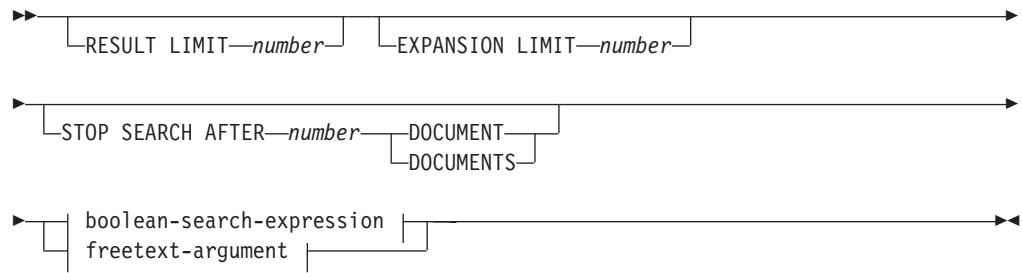 RESULT LIMIT number EXPANSION LIMIT number
STOP SEARCH AFTER number DOCUMENT
DOCUMENTS
boolean-search-expression
freetext-argument